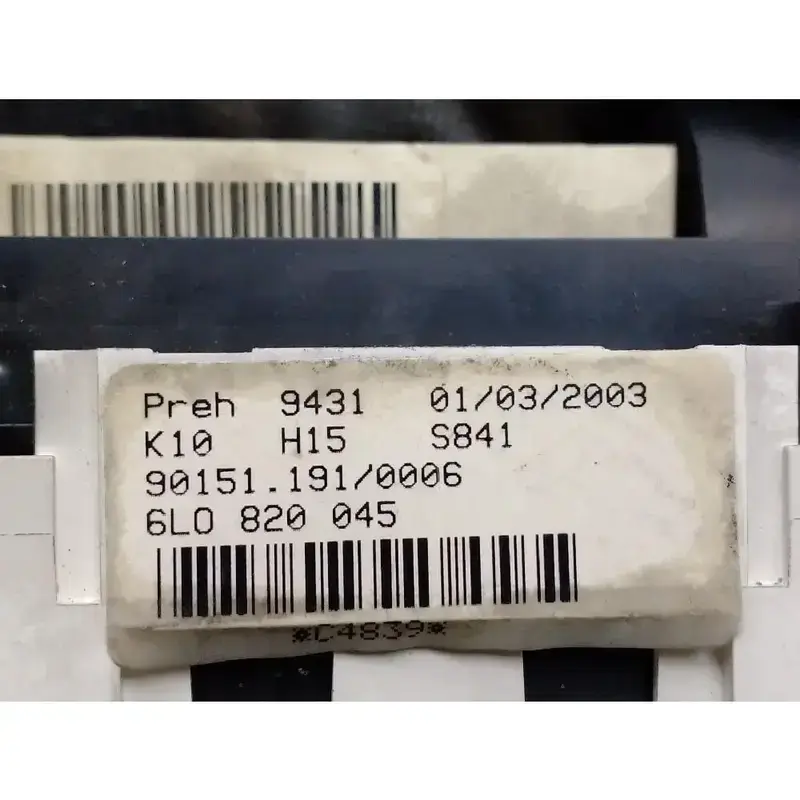 Preh 9431 01/03/2003
K10 H15 S841
90151.191/0006
6L0 820 045
*C4839*